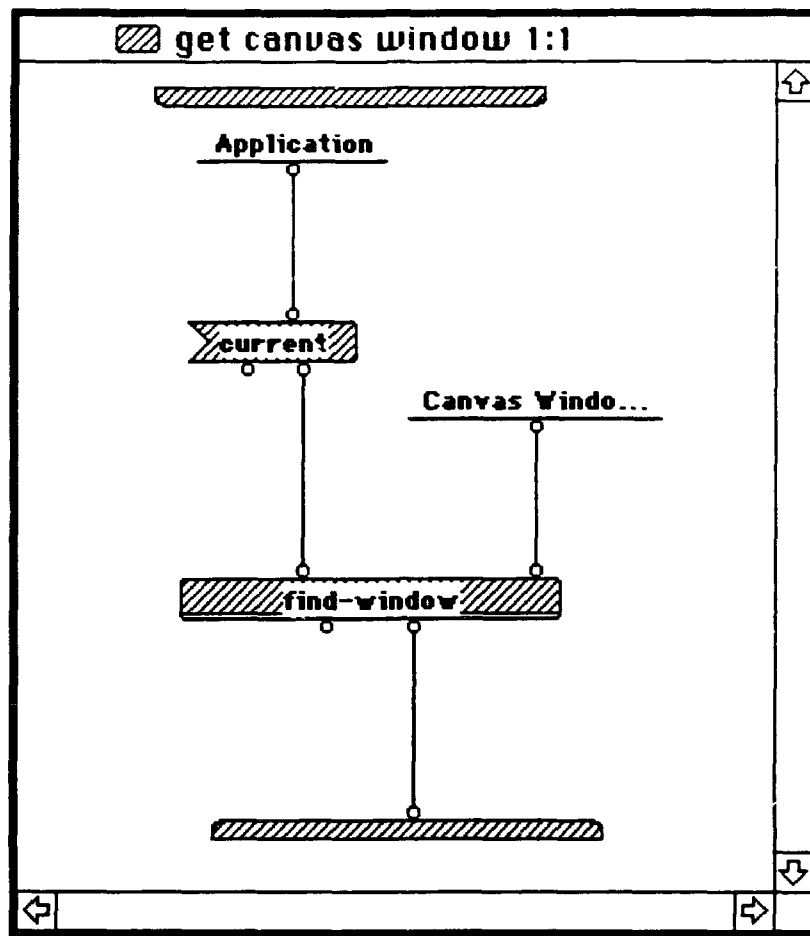 get canvas window 1:1
Application
current
Canvas Windo...
find-window